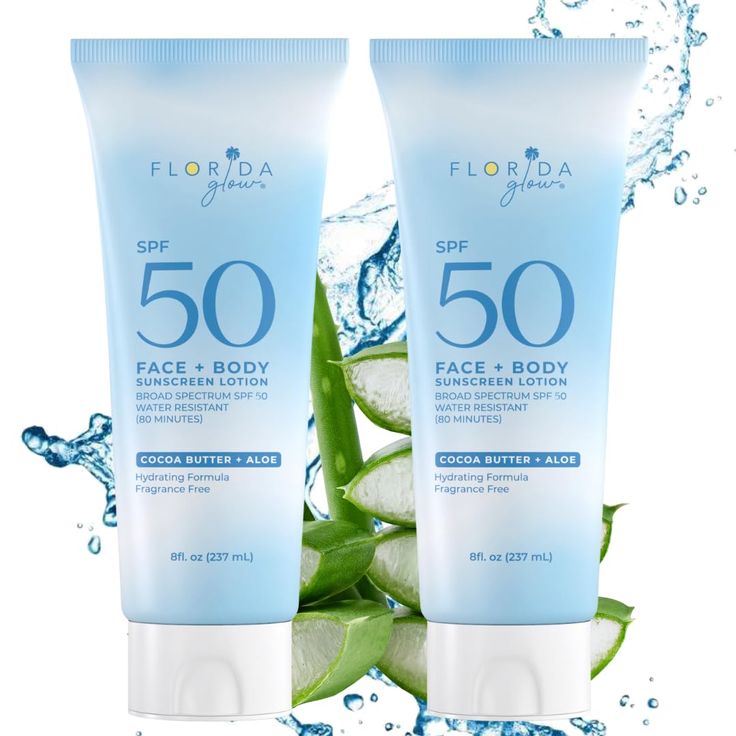 FLORIDA
glow®
SPF
50
FACE + BODY
SUNSCREEN LOTION
BROAD SPECTRUM SPF 50
WATER RESISTANT
(80 MINUTES)
COCOA BUTTER + ALOE
Hydrating Formula
Fragrance Free
8fl. oz (237 mL)
FLORIDA
glow®
SPF
50
FACE + BODY
SUNSCREEN LOTION
BROAD SPECTRUM SPF 50
WATER RESISTANT
(80 MINUTES)
COCOA BUTTER + ALOE
Hydrating Formula
Fragrance Free
8fl. oz (237 mL)